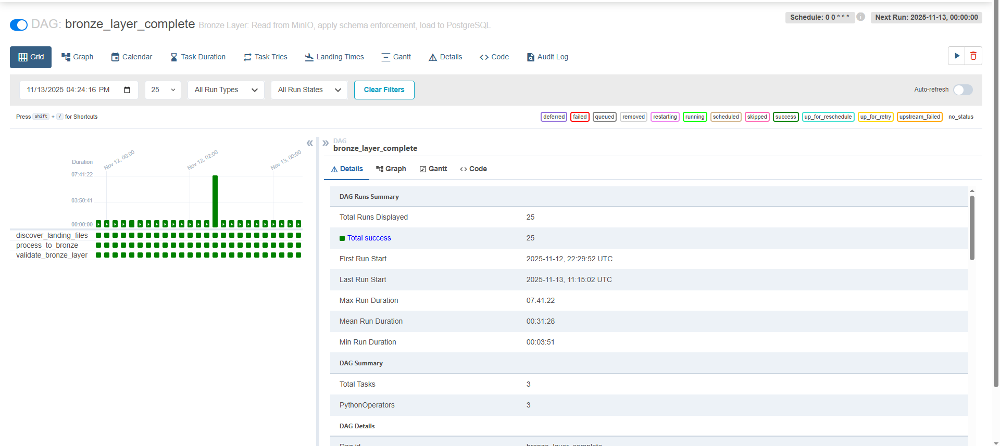 DAG: bronze_layer_complete Bronze Layer: Read from MinIO, apply schema enforcement, load to PostgreSQL
Schedule: 0 0 * * *
Next Run: 2025-11-13, 00:00:00
Grid Graph Calendar Task Duration Task Tries Landing Times Gantt Details Code Audit Log
11/13/2025 04:24:16 PM 25 All Run Types All Run States Clear Filters Auto-refresh
Press shift + / for Shortcuts
deferred failed queued removed restarting running scheduled skipped success up_for_reschedule up_for_retry upstream_failed no_status
Nov 12, 00:00 Nov 12, 02:00 Nov 13, 00:00
Duration
07:41:22
03:50:41
00:00:00
discover_landing_files
process_to_bronze
validate_bronze_layer
DAG
bronze_layer_complete
Details Graph Gantt Code
DAG Runs Summary
Total Runs Displayed 25
Total success 25
First Run Start 2025-11-12, 22:29:52 UTC
Last Run Start 2025-11-13, 11:15:02 UTC
Max Run Duration 07:41:22
Mean Run Duration 00:31:28
Min Run Duration 00:03:51
DAG Summary
Total Tasks 3
PythonOperators 3
DAG Details
Dag id bronze_layer_complete